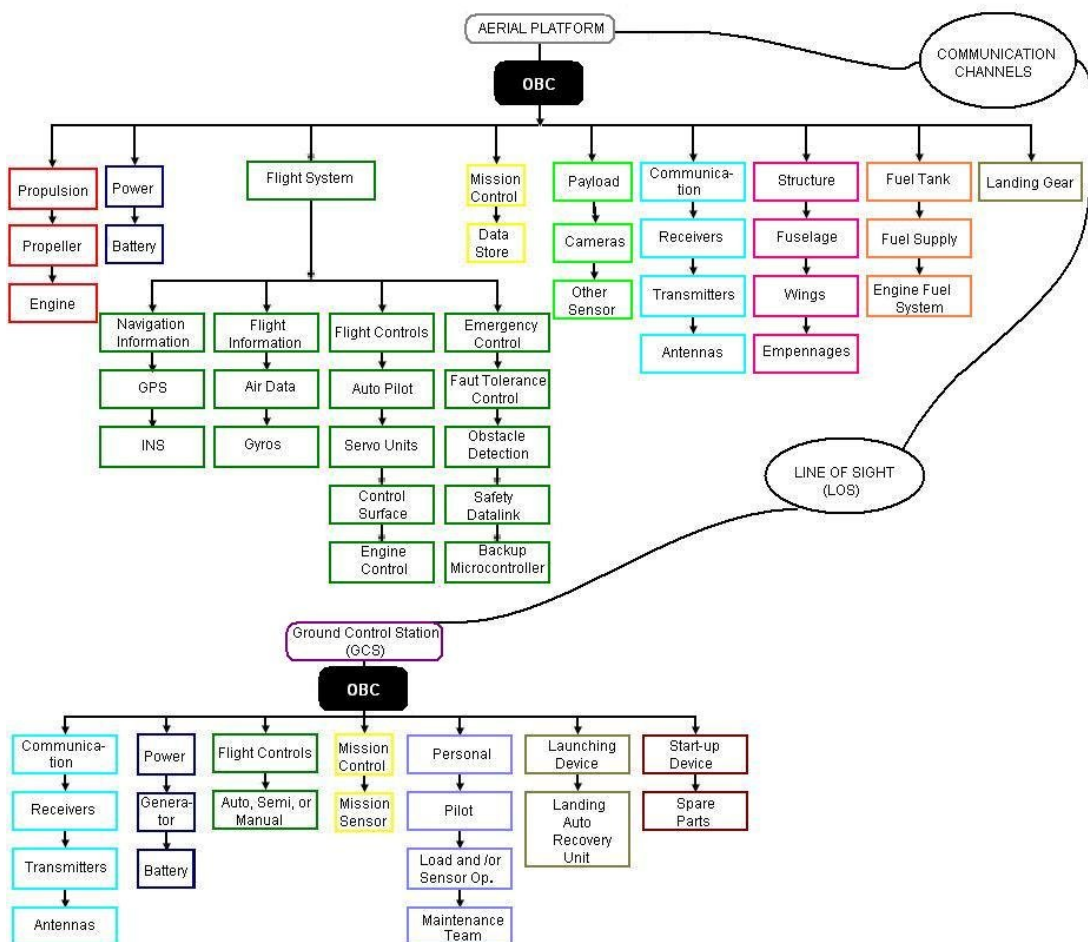 AERIAL PLATFORM
COMMUNICATION
CHANNELS
OBC
Propulsion
Propeller
Engine
Power
Battery
Flight System
Navigation
Information
GPS
INS
Flight
Information
Air Data
Gyros
Flight Controls
Auto Pilot
Servo Units
Control
Surface
Engine
Control
Emergency
Control
Faut Tolerance
Control
Obstacle
Detection
Safety
Datalink
Backup
Microcontroller
Mission
Control
Data
Store
Payload
Cameras
Other
Sensor
Communica-
tion
Receivers
Transmitters
Antennas
Structure
Fuselage
Wings
Empennages
Fuel Tank
Fuel Supply
Engine Fuel
System
Landing Gear
LINE OF SIGHT
(LOS)
Ground Control Station
(GCS)
OBC
Communica-
tion
Receivers
Transmitters
Antennas
Power
Genera-
tor
Battery
Flight Controls
Auto, Semi, or
Manual
Mission
Control
Mission
Sensor
Personal
Pilot
Load and /or
Sensor Op.
Maintenance
Team
Launching
Device
Landing
Auto
Recovery
Unit
Start-up
Device
Spare
Parts